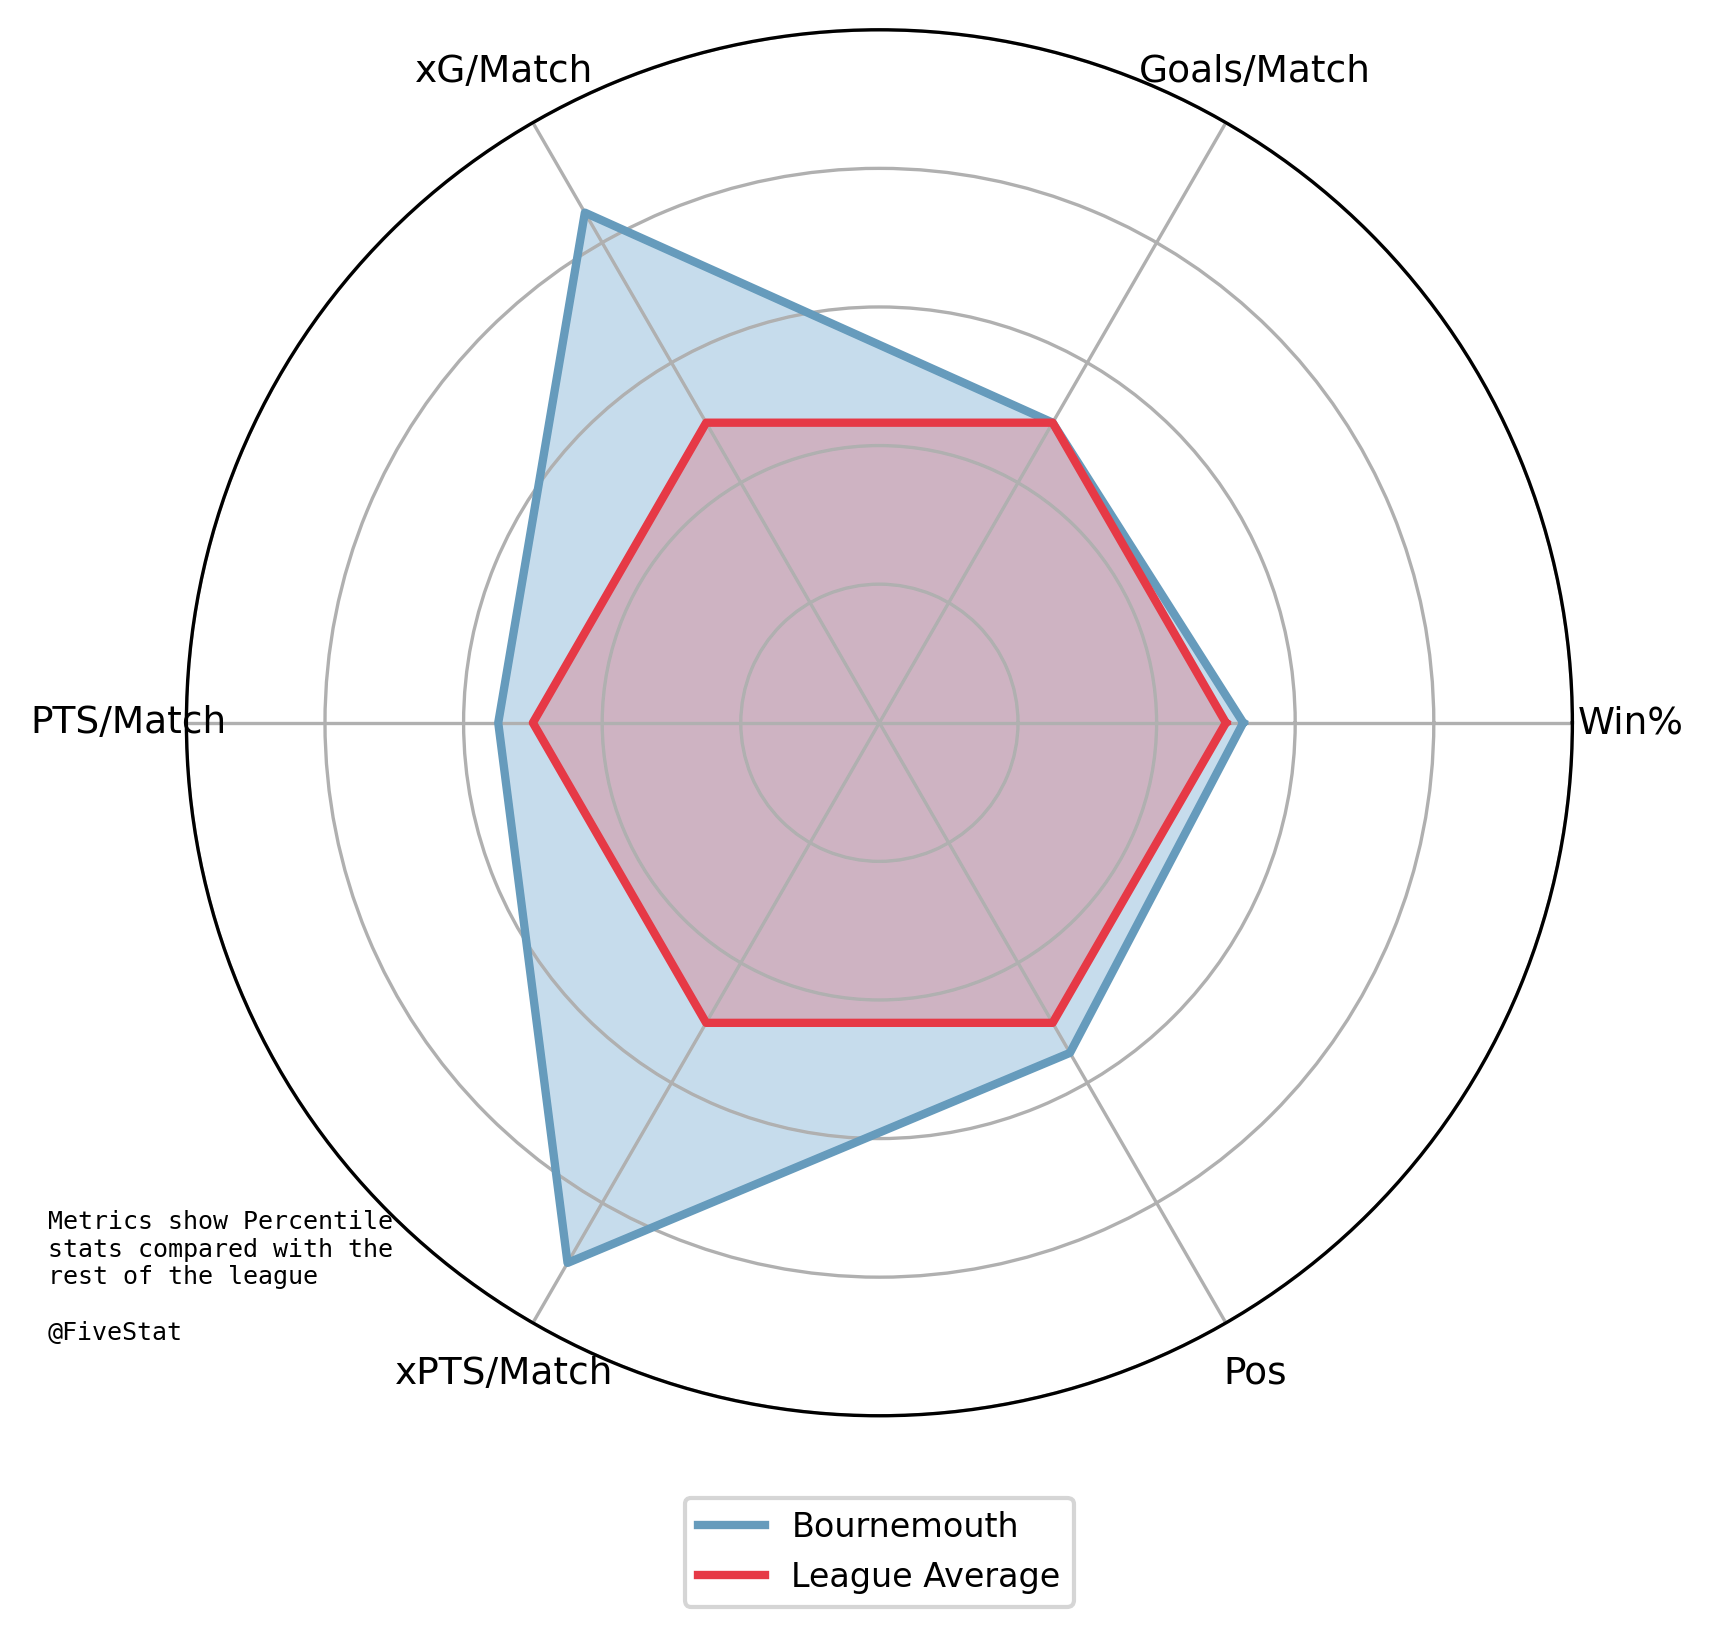 xG/Match
Goals/Match
PTS/Match
Win%
Metrics show Percentile
stats compared with the
rest of the league
@FiveStat
xPTS/Match
Pos
Bournemouth
League Average